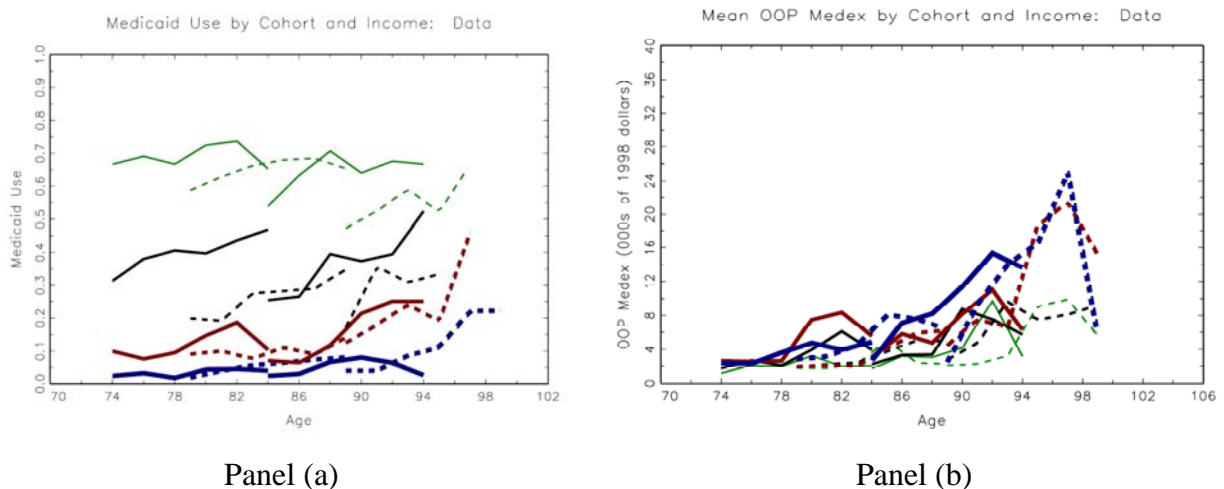 Medicaid Use by Cohort and Income: Data
Medicaid Use
1.0
0.9
0.8
0.7
0.6
0.5
0.4
0.3
0.2
0.1
0.0
70 74 78 82 86 90 94 98 102
Age
Panel (a)
Mean OOP Medex by Cohort and Income: Data
OOP Medex (000s of 1998 dollars)
40
36
32
28
24
20
16
12
8
4
0
70 74 78 82 86 90 94 98 102 106
Age
Panel (b)